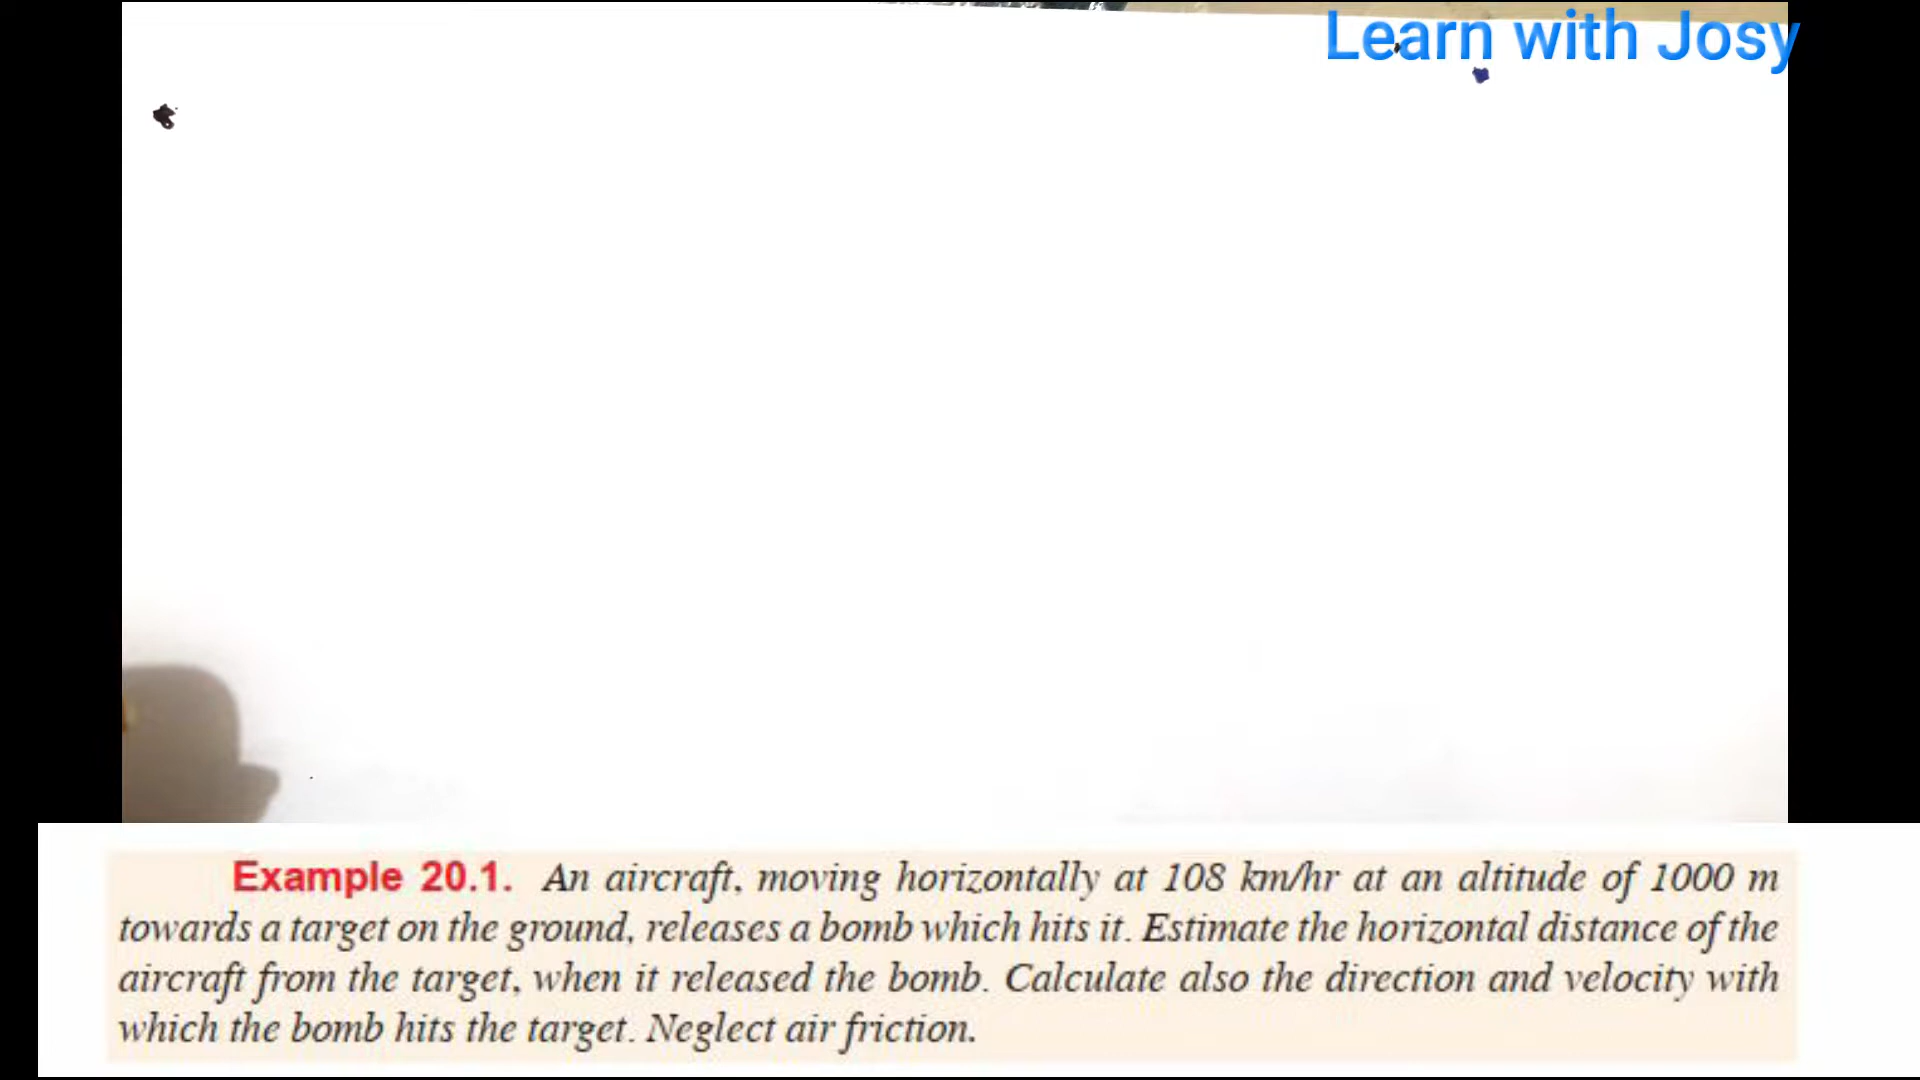 Learn with Josy
Example 20.1. An aircraft, moving horizontally at 108 km/hr at an altitude of 1000 m
towards a target on the ground, releases a bomb which hits it. Estimate the horizontal distance of the
aircraft from the target, when it released the bomb. Calculate also the direction and velocity with
which the bomb hits the target. Neglect air friction.